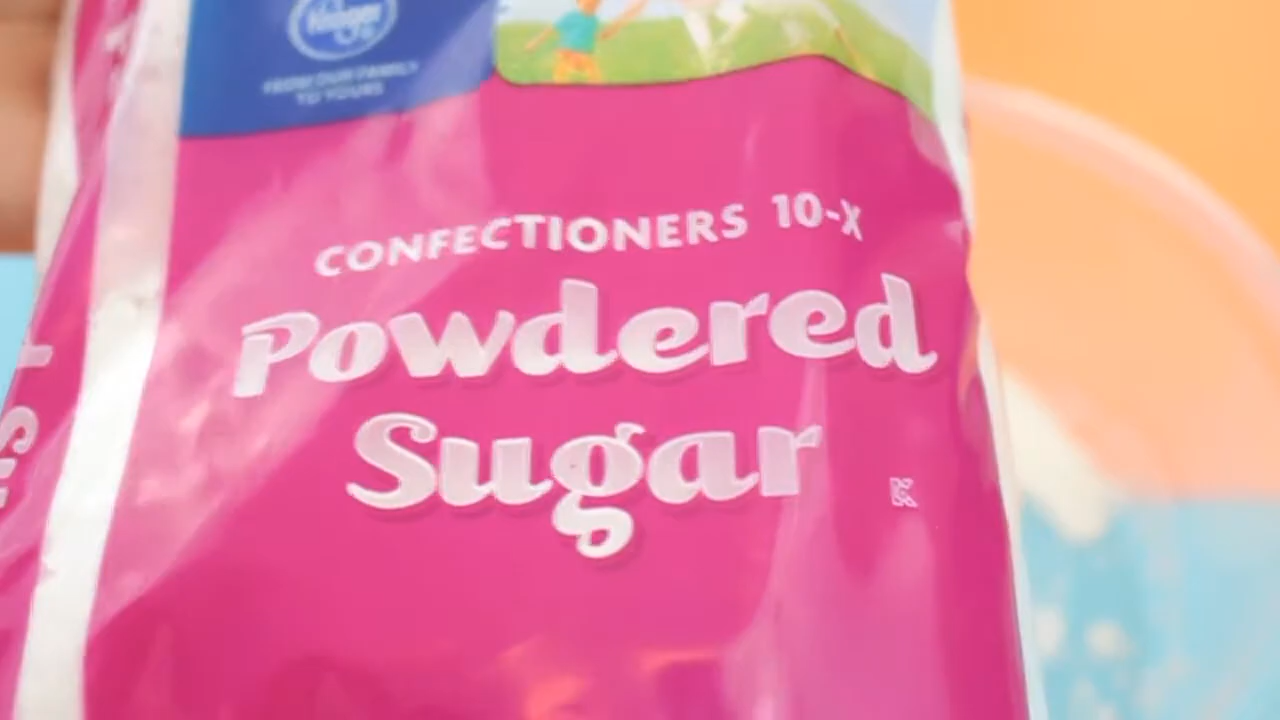 Kroger
FROM OUR FAMILY
TO YOURS
CONFECTIONERS 10-X
Powdered
Sugar
K